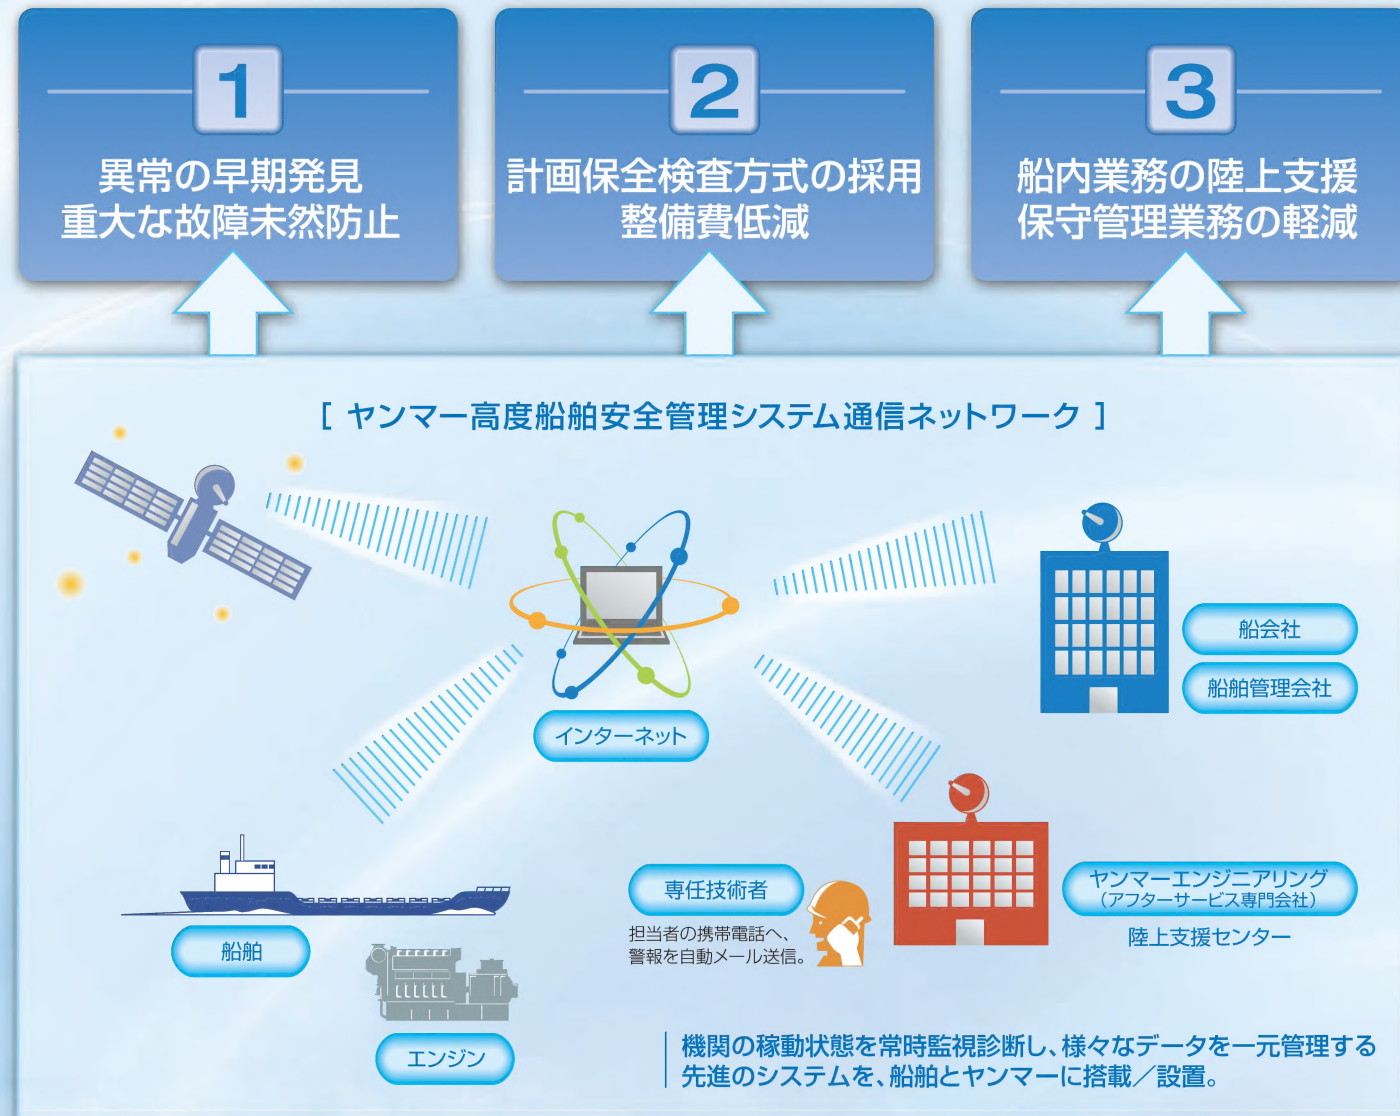 1
異常の早期発見
重大な故障未然防止
2
計画保全検査方式の採用
整備費低減
3
船内業務の陸上支援
保守管理業務の軽減
[ ヤンマー高度船舶安全管理システム通信ネットワーク ]
インターネット
船会社
船舶管理会社
船舶
エンジン
専任技術者
担当者の携帯電話へ、
警報を自動メール送信。
ヤンマーエンジニアリング
（アフターサービス専門会社）
陸上支援センター
機関の稼動状態を常時監視診断し、様々なデータを一元管理する
先進のシステムを、船舶とヤンマーに搭載／設置。